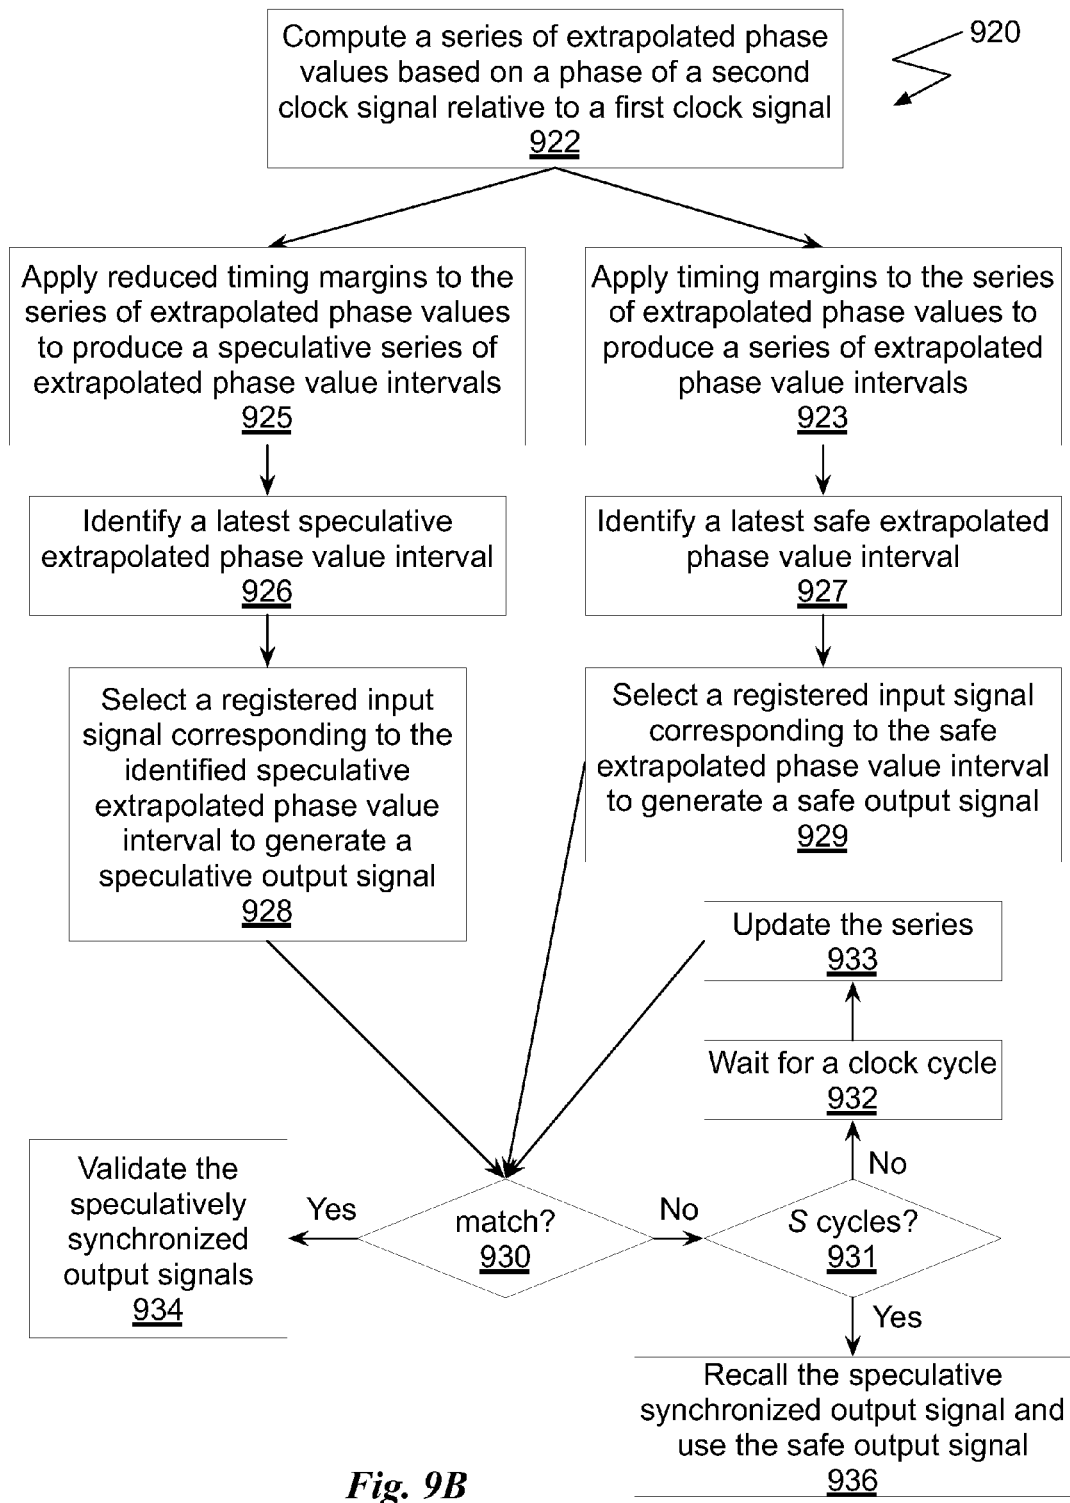 Compute a series of extrapolated phase
values based on a phase of a second
clock signal relative to a first clock signal
922
920
Apply reduced timing margins to the
series of extrapolated phase values
to produce a speculative series of
extrapolated phase value intervals
925
Apply timing margins to the series
of extrapolated phase values to
produce a series of extrapolated
phase value intervals
923
Identify a latest speculative
extrapolated phase value interval
926
Identify a latest safe extrapolated
phase value interval
927
Select a registered input
signal corresponding to the
identified speculative
extrapolated phase value
interval to generate a
speculative output signal
928
Select a registered input signal
corresponding to the safe
extrapolated phase value interval
to generate a safe output signal
929
Update the series
933
Wait for a clock cycle
932
No
Validate the
speculatively
synchronized
output signals
934
Yes
match?
930
No
S cycles?
931
Yes
Recall the speculative
synchronized output signal and
use the safe output signal
936
Fig. 9B